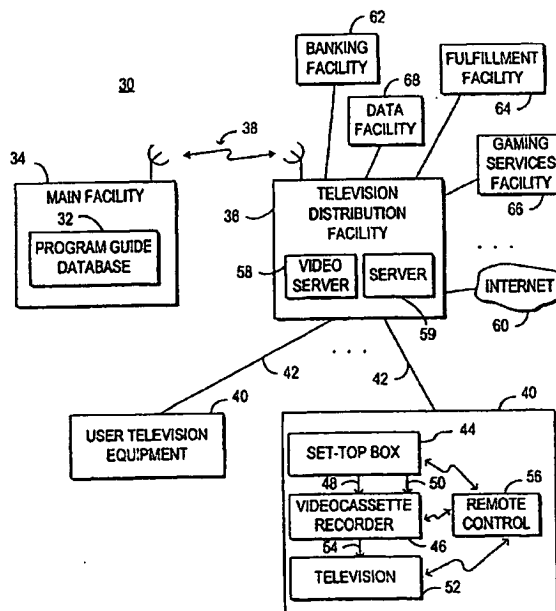 62
BANKING
FACILITY
FULFILLMENT
FACILITY
64
30
68
DATA
FACILITY
38
GAMING
SERVICES
FACILITY
66
34
MAIN FACILITY
32
PROGRAM GUIDE
DATABASE
36
TELEVISION
DISTRIBUTION
FACILITY
58
VIDEO
SERVER
SERVER
59
. . .
INTERNET
60
. . .
42
42
40
USER TELEVISION
EQUIPMENT
40
44
SET-TOP BOX
48
50
56
VIDEOCASSETTE
RECORDER
REMOTE
CONTROL
54
46
TELEVISION
52